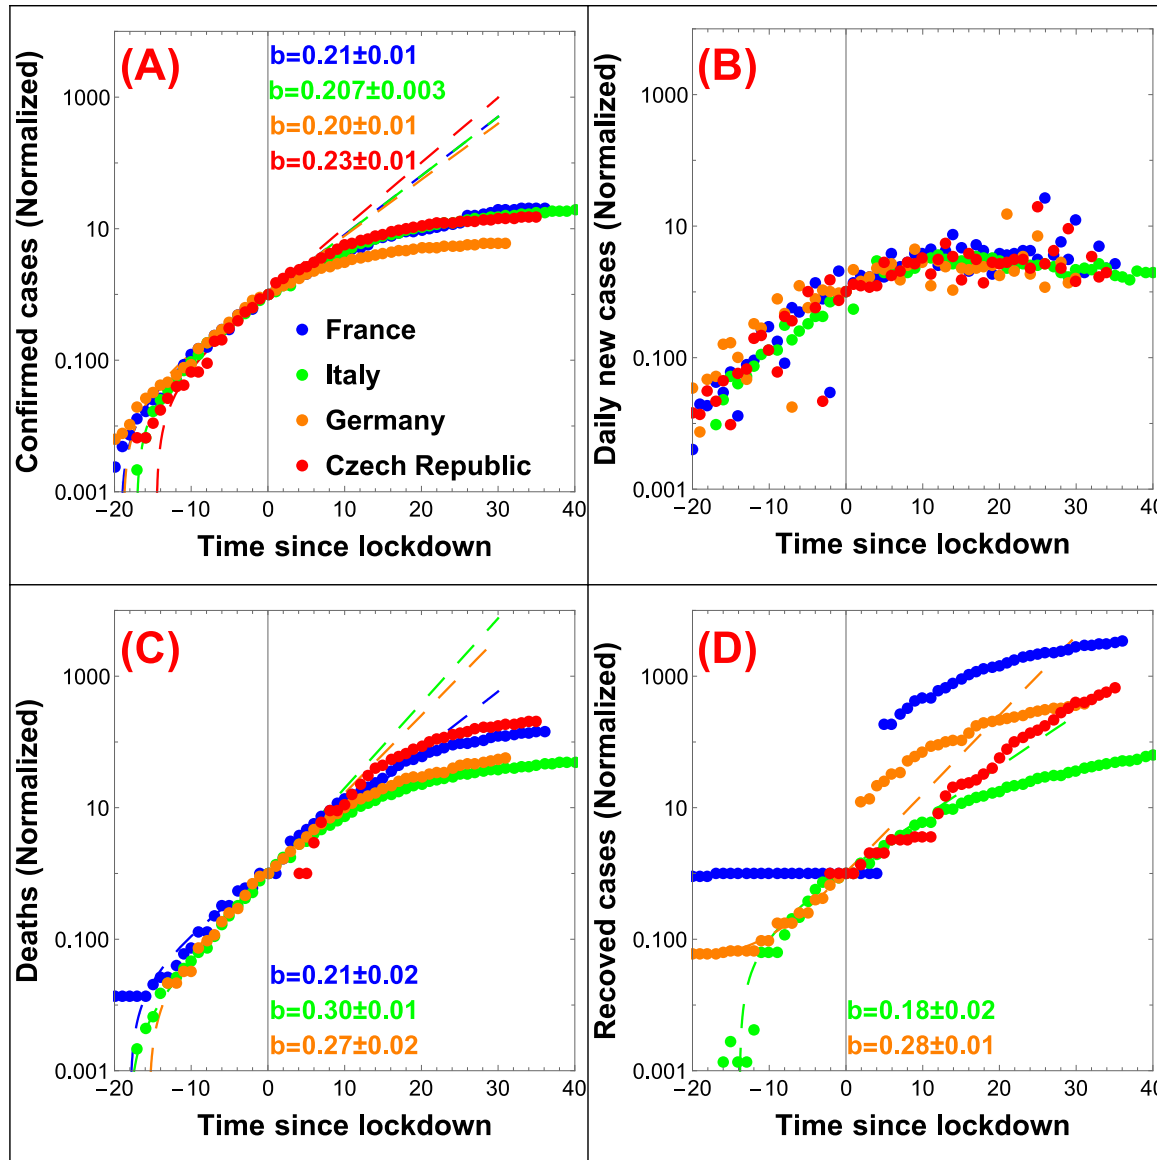 (A)
b=0.21±0.01
b=0.207±0.003
b=0.20±0.01
b=0.23±0.01
Confirmed cases (Normalized)
1000
10
0.100
0.001
France
Italy
Germany
Czech Republic
−20 −10 0 10 20 30 40
Time since lockdown
(B)
Daily new cases (Normalized)
1000
10
0.100
0.001
−20 −10 0 10 20 30 40
Time since lockdown
(C)
Deaths (Normalized)
1000
10
0.100
0.001
b=0.21±0.02
b=0.30±0.01
b=0.27±0.02
−20 −10 0 10 20 30 40
Time since lockdown
(D)
Recoved cases (Normalized)
1000
10
0.100
0.001
b=0.18±0.02
b=0.28±0.01
−20 −10 0 10 20 30 40
Time since lockdown